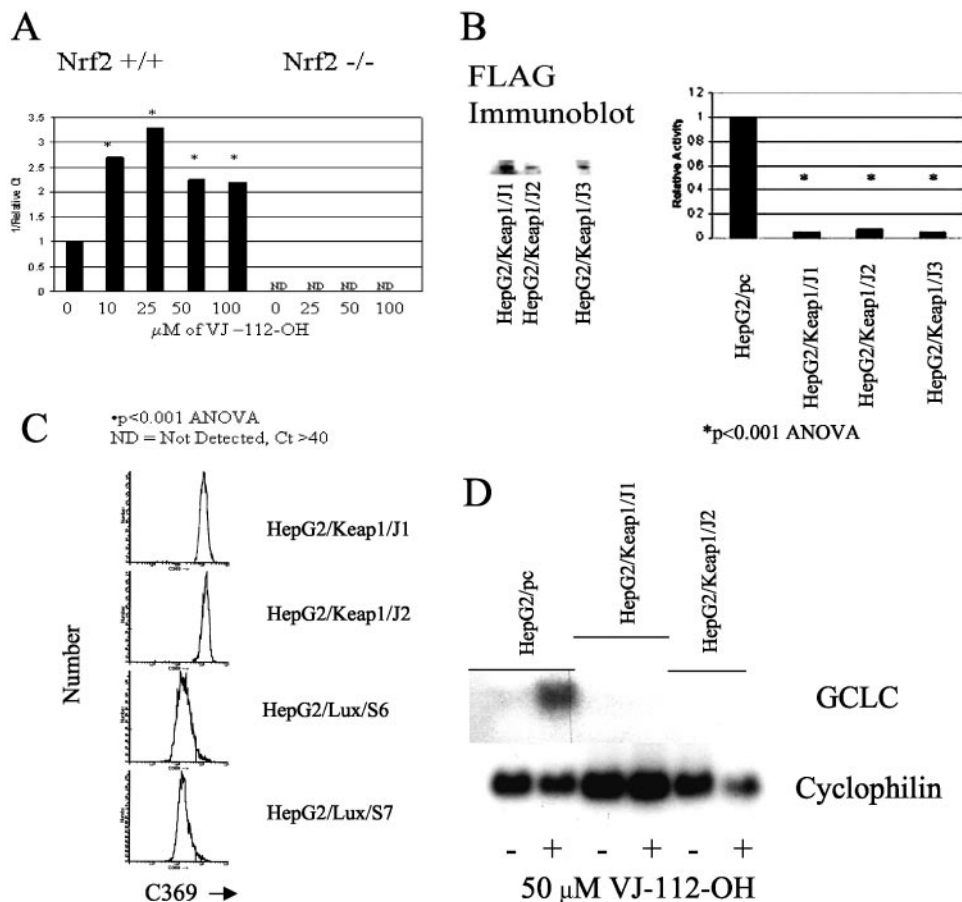 A
Nrf2 +/+
Nrf2 -/-
1/Relative Ct
3.5
3
2.5
2
1.5
1
0.5
0
*
*
*
*
ND
ND
ND
ND
0
10
25
50
100
0
25
50
100
μM of VJ –112-OH
•p<0.001 ANOVA
ND = Not Detected, Ct >40
B
FLAG
Immunoblot
HepG2/Keap1/J1
HepG2/Keap1/J2
HepG2/Keap1/J3
Relative Activity
1 2
1
0 8
0 6
0 4
0 2
0
*
*
*
HepG2/pc
HepG2/Keap1/J1
HepG2/Keap1/J2
HepG2/Keap1/J3
*p<0.001 ANOVA
C
Number
HepG2/Keap1/J1
HepG2/Keap1/J2
HepG2/Lux/S6
HepG2/Lux/S7
C369 →
D
HepG2/pc
HepG2/Keap1/J1
HepG2/Keap1/J2
GCLC
Cyclophilin
- + - + - +
50 μM VJ-112-OH